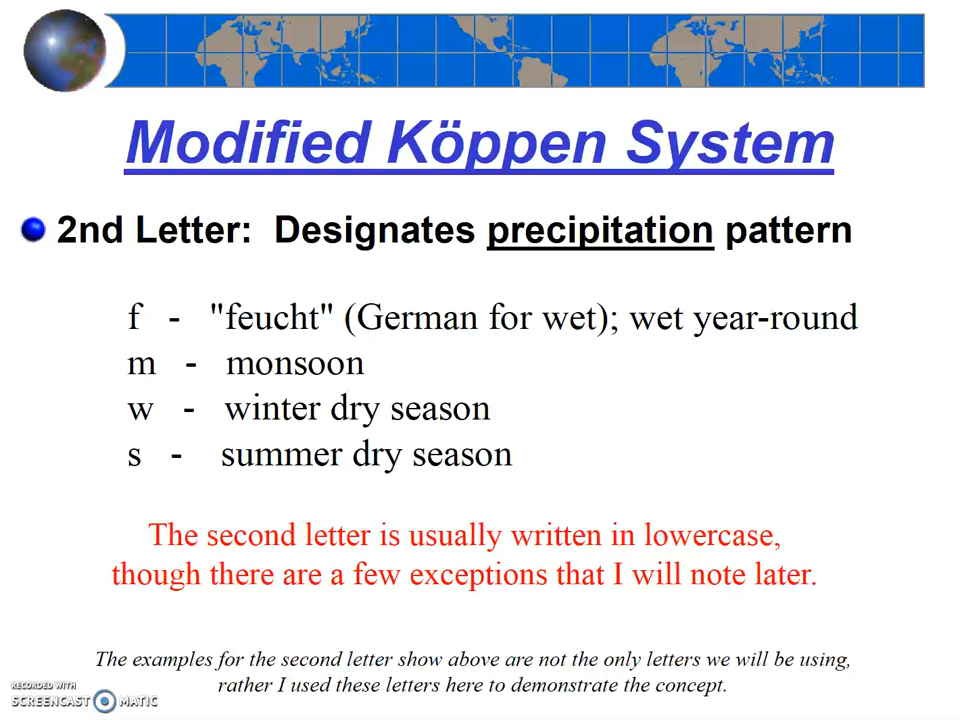 Modified Köppen System
2nd Letter:  Designates precipitation pattern
f - "feucht" (German for wet); wet year-round
m - monsoon
w - winter dry season
s - summer dry season
The second letter is usually written in lowercase,
though there are a few exceptions that I will note later.
The examples for the second letter show above are not the only letters we will be using,
rather I used these letters here to demonstrate the concept.
RECORDED WITH
SCREENCAST MATIC